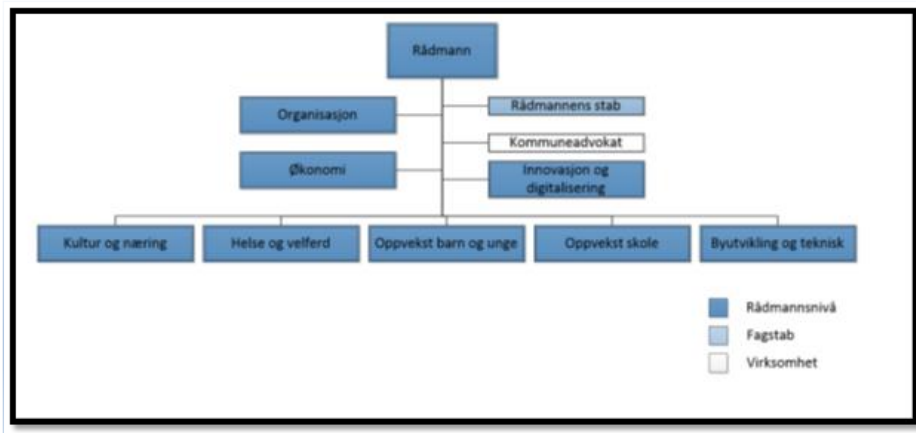 Rådmann
Organisasjon
Rådmannens stab
Kommuneadvokat
Økonomi
Innovasjon og
digitalisering
Kultur og næring
Helse og velferd
Oppvekst barn og unge
Oppvekst skole
Byutvikling og teknisk
Rådmannsnivå
Fagstab
Virksomhet